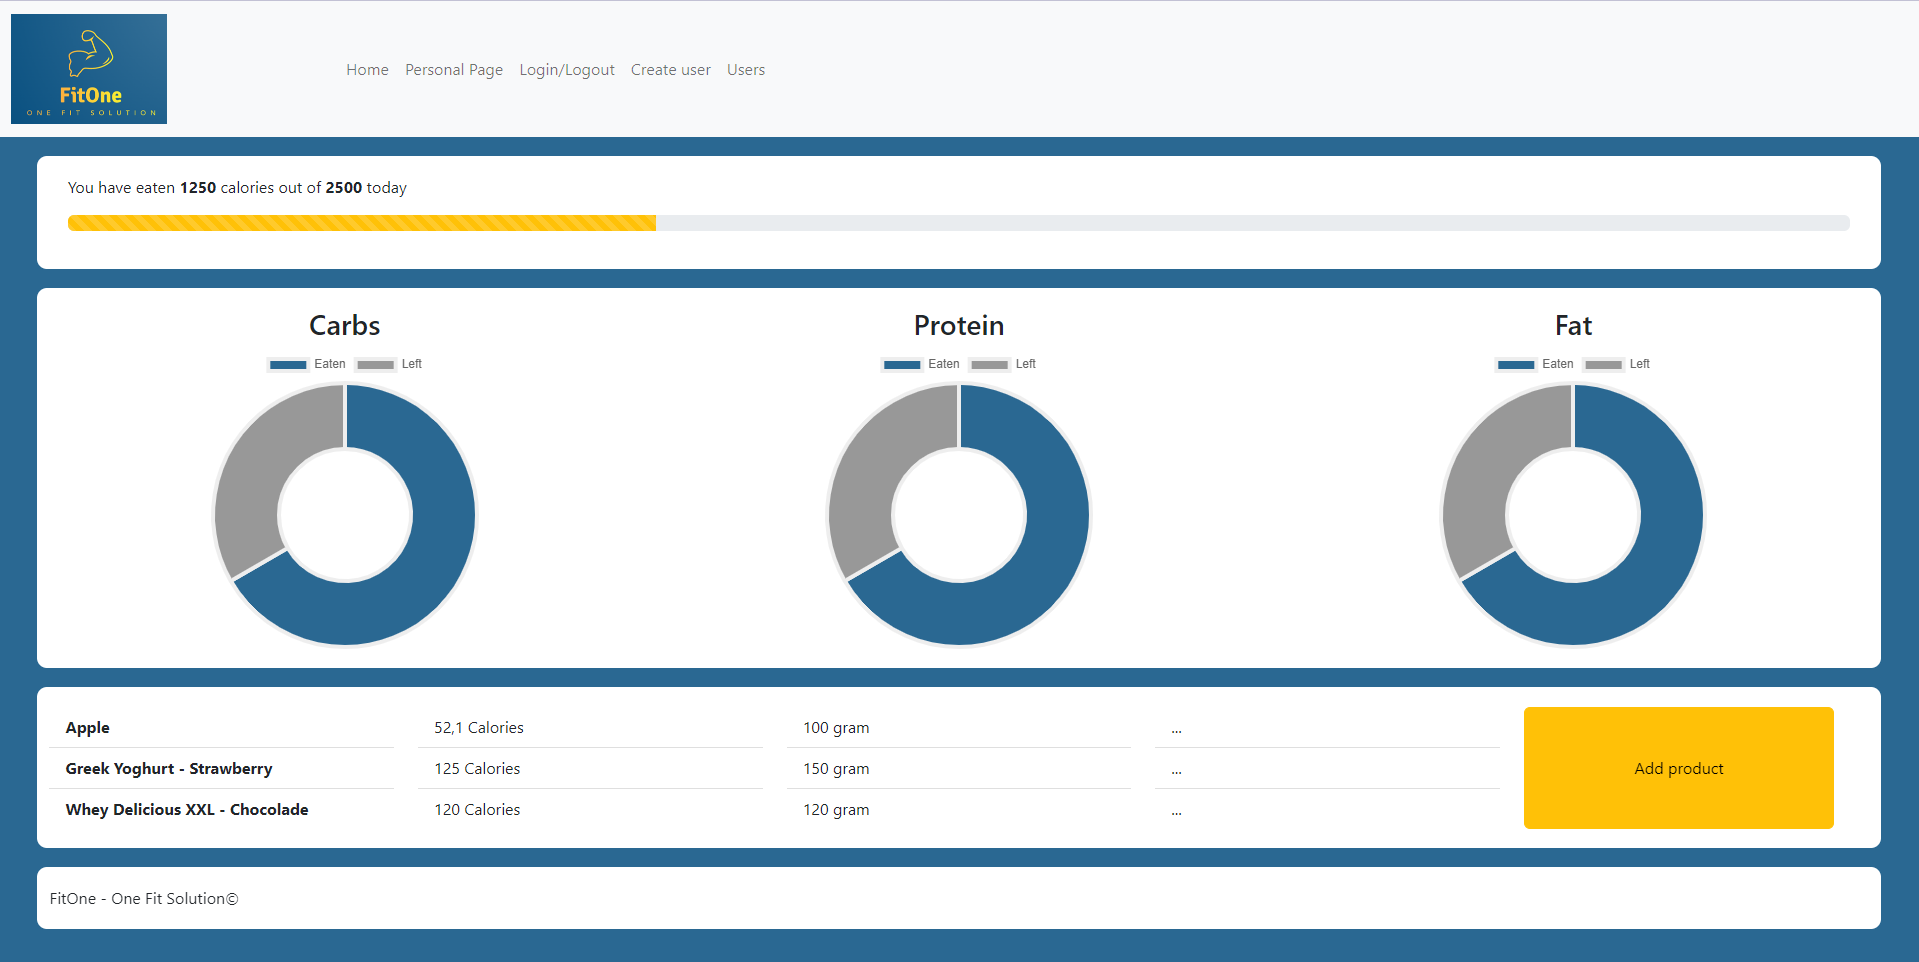 FitOne
ONE FIT SOLUTION
Home Personal Page Login/Logout Create user Users
You have eaten 1250 calories out of 2500 today
Carbs
Eaten Left
Protein
Eaten Left
Fat
Eaten Left
Apple 52,1 Calories 100 gram ...
Greek Yoghurt - Strawberry 125 Calories 150 gram ...
Whey Delicious XXL - Chocolade 120 Calories 120 gram ...
Add product
FitOne - One Fit Solution©